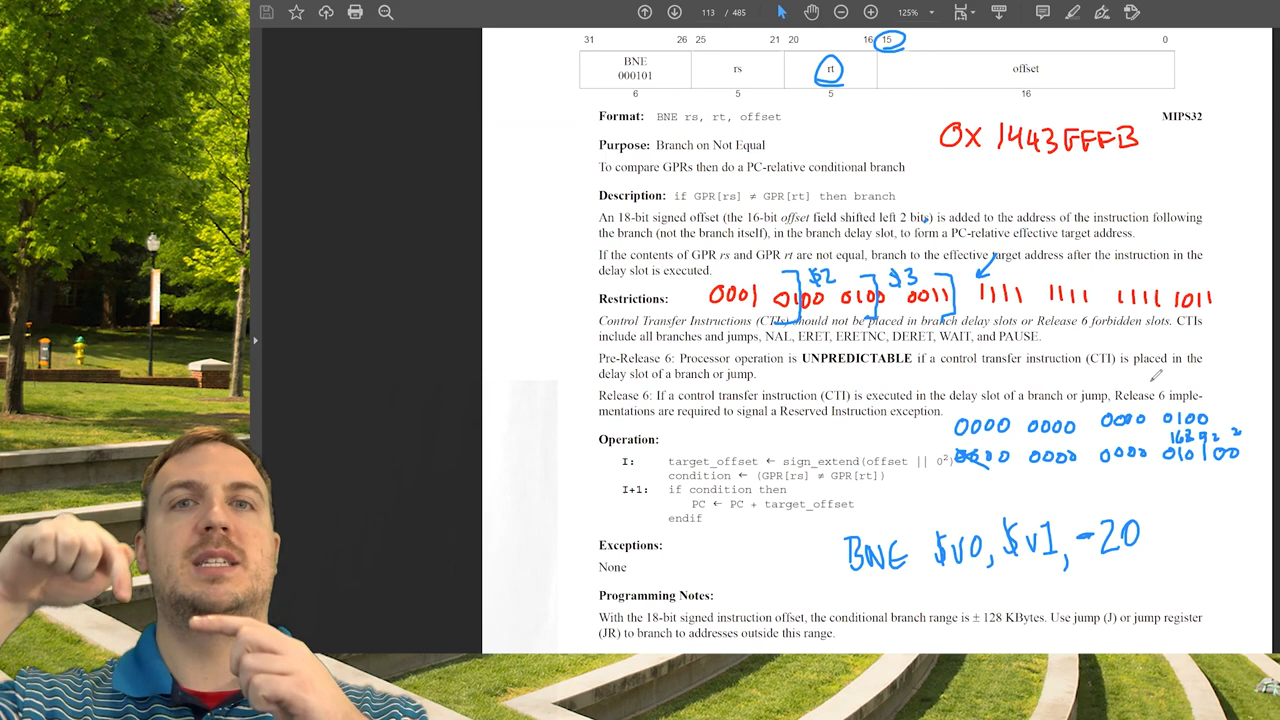 113 / 485
125%
31 26 25 21 20 16 15 0
BNE
000101
rs
rt
offset
6 5 5 16
Format: BNE rs, rt, offset MIPS32
0x 1443FFFB
Purpose: Branch on Not Equal
To compare GPRs then do a PC-relative conditional branch
Description: if GPR[rs] ≠ GPR[rt] then branch
An 18-bit signed offset (the 16-bit offset field shifted left 2 bits) is added to the address of the instruction following
the branch (not the branch itself), in the branch delay slot, to form a PC-relative effective target address.
If the contents of GPR rs and GPR rt are not equal, branch to the effective target address after the instruction in the
delay slot is executed.
$2 $3
Restrictions:
0001 0100 0100 0011 1111 1111 1111 1011
Control Transfer Instructions (CTIs) should not be placed in branch delay slots or Release 6 forbidden slots. CTIs
include all branches and jumps, NAL, ERET, ERETNC, DERET, WAIT, and PAUSE.
Pre-Release 6: Processor operation is UNPREDICTABLE if a control transfer instruction (CTI) is placed in the
delay slot of a branch or jump.
Release 6: If a control transfer instruction (CTI) is executed in the delay slot of a branch or jump, Release 6 imple-
mentations are required to signal a Reserved Instruction exception.
0000 0000 0000 0100
Operation:
I: target_offset ← sign_extend(offset || 0²)
0000 0000 010100
condition ← (GPR[rs] ≠ GPR[rt])
I+1: if condition then
PC ← PC + target_offset
endif
BNE $v0, $v1, -20
Exceptions:
None
Programming Notes:
With the 18-bit signed instruction offset, the conditional branch range is ± 128 KBytes. Use jump (J) or jump register
(JR) to branch to addresses outside this range.